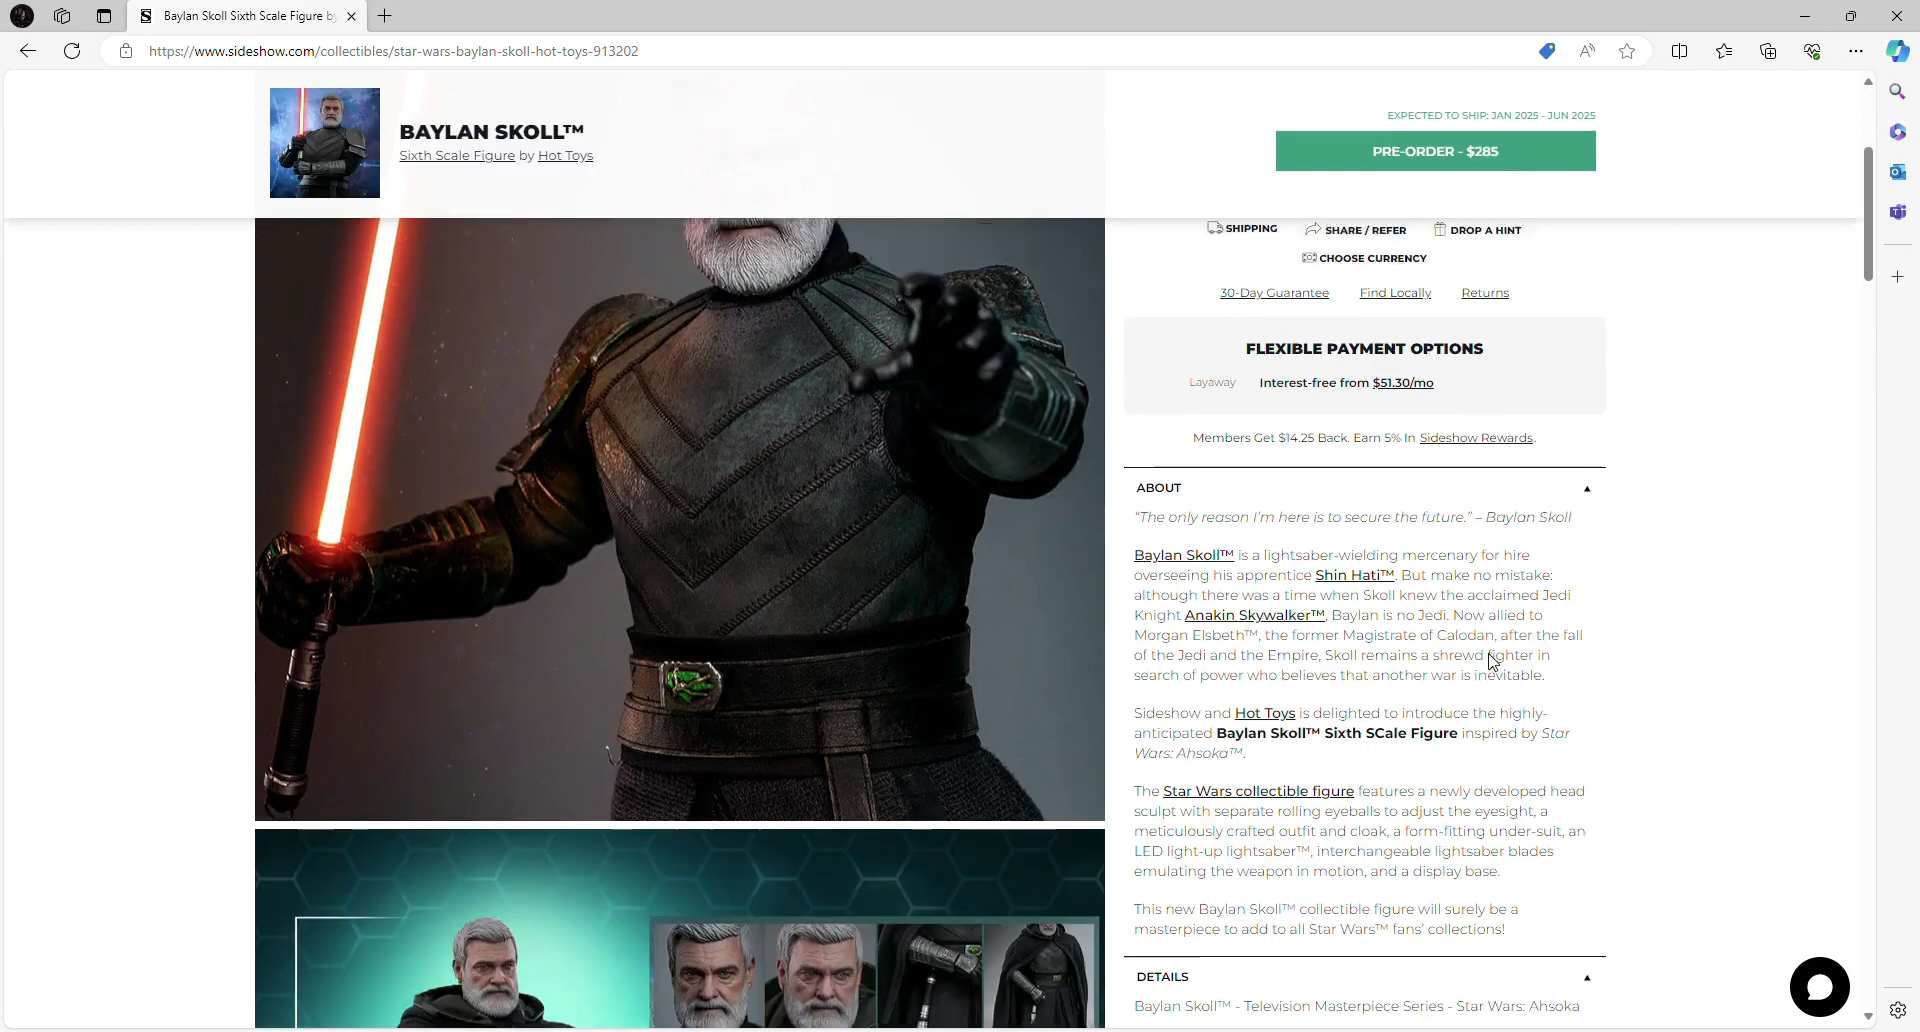 Baylan Skoll Sixth Scale Figure by
https://www.sideshow.com/collectibles/star-wars-baylan-skoll-hot-toys-913202
BAYLAN SKOLL™
Sixth Scale Figure by Hot Toys
EXPECTED TO SHIP: JAN 2025 - JUN 2025
PRE-ORDER - $285
SHIPPING SHARE / REFER DROP A HINT
CHOOSE CURRENCY
30-Day Guarantee Find Locally Returns
FLEXIBLE PAYMENT OPTIONS
Layaway Interest-free from $51.30/mo
Members Get $14.25 Back. Earn 5% In Sideshow Rewards.
ABOUT
“The only reason I’m here is to secure the future.” – Baylan Skoll
Baylan Skoll™ is a lightsaber-wielding mercenary for hire
overseeing his apprentice Shin Hati™. But make no mistake:
although there was a time when Skoll knew the acclaimed Jedi
Knight Anakin Skywalker™, Baylan is no Jedi. Now allied to
Morgan Elsbeth™, the former Magistrate of Calodan, after the fall
of the Jedi and the Empire, Skoll remains a shrewd fighter in
search of power who believes that another war is inevitable.
Sideshow and Hot Toys is delighted to introduce the highly-
anticipated Baylan Skoll™ Sixth SCale Figure inspired by Star
Wars: Ahsoka™.
The Star Wars collectible figure features a newly developed head
sculpt with separate rolling eyeballs to adjust the eyesight, a
meticulously crafted outfit and cloak, a form-fitting under-suit, an
LED light-up lightsaber™, interchangeable lightsaber blades
emulating the weapon in motion, and a display base.
This new Baylan Skoll™ collectible figure will surely be a
masterpiece to add to all Star Wars™ fans’ collections!
DETAILS
Baylan Skoll™ - Television Masterpiece Series - Star Wars: Ahsoka